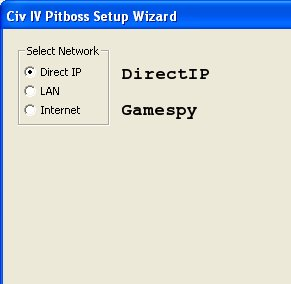 Civ IV Pitboss Setup Wizard
Select Network
Direct IP
LAN
Internet
DirectIP
Gamespy